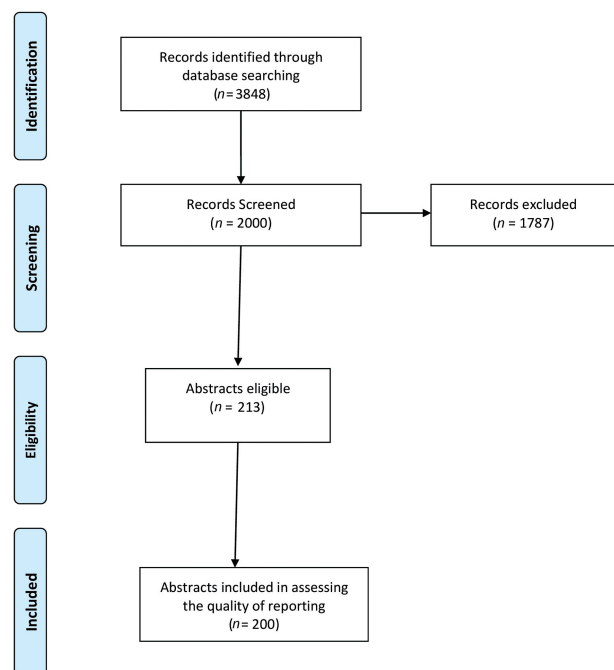 Identification
Records identified through
database searching
(n = 3848)
Screening
Records Screened
(n = 2000)
Records excluded
(n = 1787)
Eligibility
Abstracts eligible
(n = 213)
Included
Abstracts included in assessing
the quality of reporting
(n = 200)